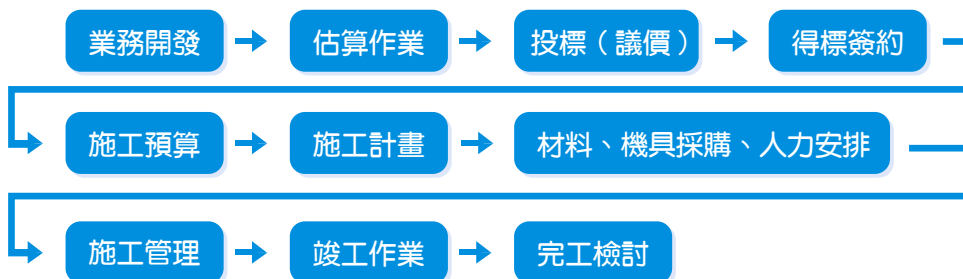 業務開發
估算作業
投標（議價）
得標簽約
施工預算
施工計畫
材料、機具採購、人力安排
施工管理
竣工作業
完工檢討